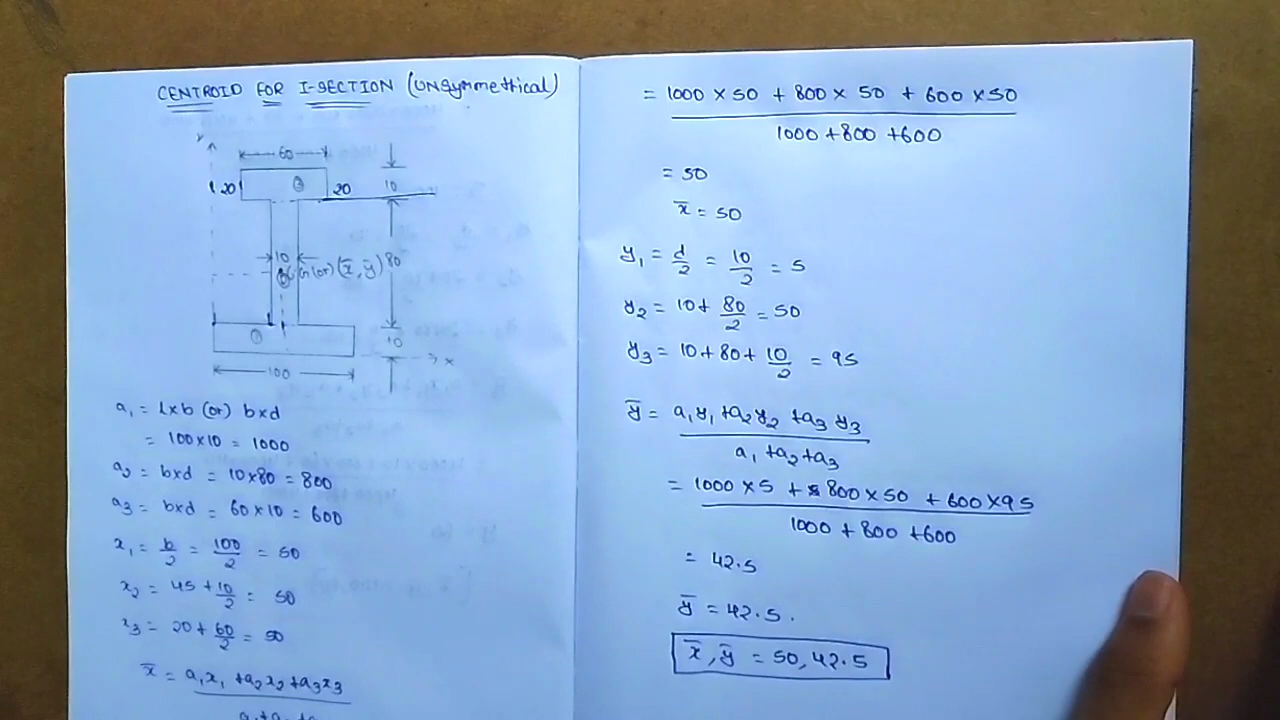 CENTROID FOR I-SECTION (UNSymmetrical)
Y
60
20 ③ 20 10
10 80
(or) (x̄, ȳ)
① 10
x
100
a₁ = l×b (or) b×d
= 100×10 = 1000
a₂ = b×d = 10×80 = 800
a₃ = b×d = 60×10 = 600
x₁ = b/2 = 100/2 = 50
x₂ = 45 + 10/2 = 50
x₃ = 20 + 60/2 = 50
x̄ = a₁x₁ + a₂x₂ + a₃x₃
= 1000 × 50 + 800 × 50 + 600 × 50
1000 + 800 + 600
= 50
x̄ = 50
y₁ = d/2 = 10/2 = 5
y₂ = 10 + 80/2 = 50
y₃ = 10 + 80 + 10/2 = 95
ȳ = a₁y₁ + a₂y₂ + a₃y₃
a₁ + a₂ + a₃
= 1000 × 5 + 800 × 50 + 600 × 95
1000 + 800 + 600
= 42.5
ȳ = 42.5.
x̄, ȳ = 50, 42.5